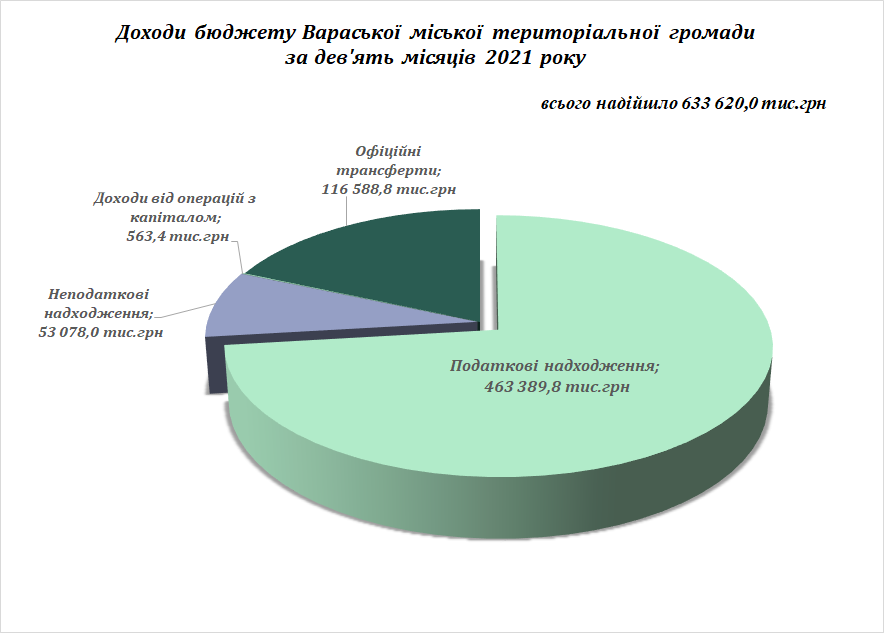 Доходи бюджету Вараської міської територіальної громади
за дев'ять місяців 2021 року
всього надійшло 633 620,0 тис.грн
Офіційні
трансферти;
116 588,8 тис.грн
Доходи від операцій з
капіталом;
563,4 тис.грн
Неподаткові
надходження;
53 078,0 тис.грн
Податкові надходження;
463 389,8 тис.грн